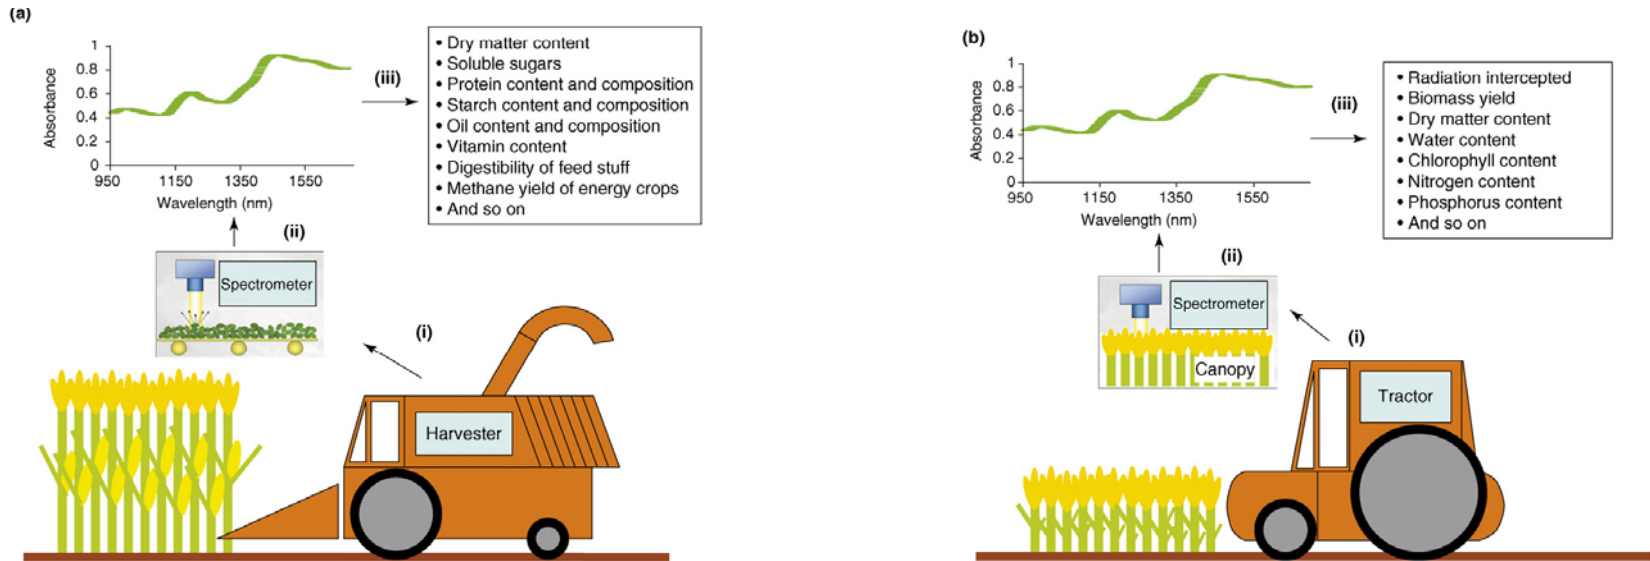 (a)
Absorbance
1
0.8
0.6
0.4
0.2
0
950 1150 1350 1550
Wavelength (nm)
(iii)
• Dry matter content
• Soluble sugars
• Protein content and composition
• Starch content and composition
• Oil content and composition
• Vitamin content
• Digestibility of feed stuff
• Methane yield of energy crops
• And so on
(ii)
Spectrometer
(i)
Harvester
(b)
Absorbance
1
0.8
0.6
0.4
0.2
0
950 1150 1350 1550
Wavelength (nm)
(iii)
• Radiation intercepted
• Biomass yield
• Dry matter content
• Water content
• Chlorophyll content
• Nitrogen content
• Phosphorus content
• And so on
(ii)
Spectrometer
Canopy
(i)
Tractor